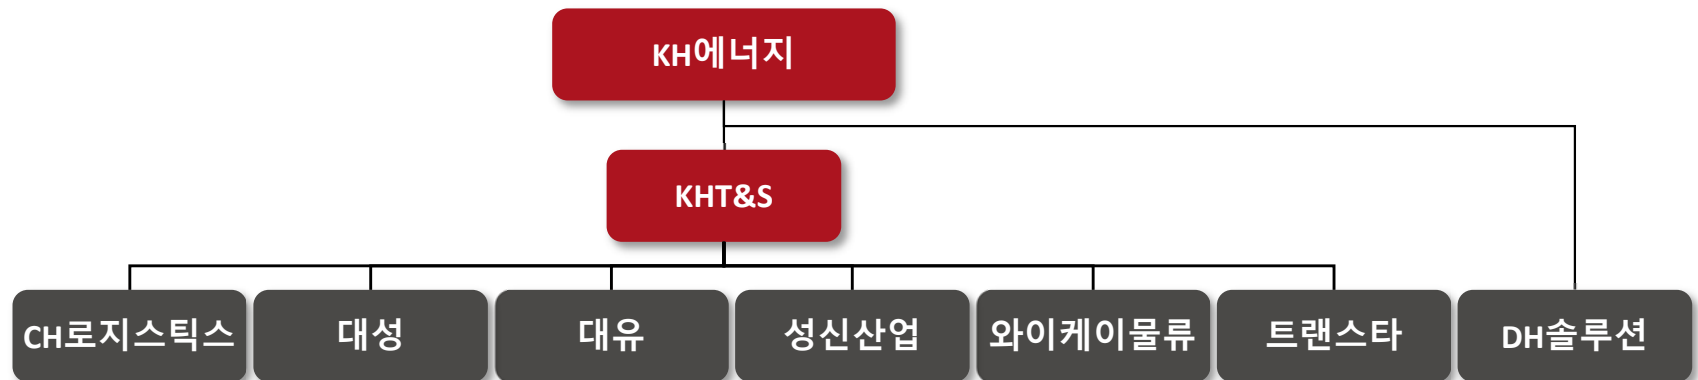 KH에너지
KHT&S
CH로지스틱스
대성
대유
성신산업
와이케이물류
트랜스타
DH솔루션